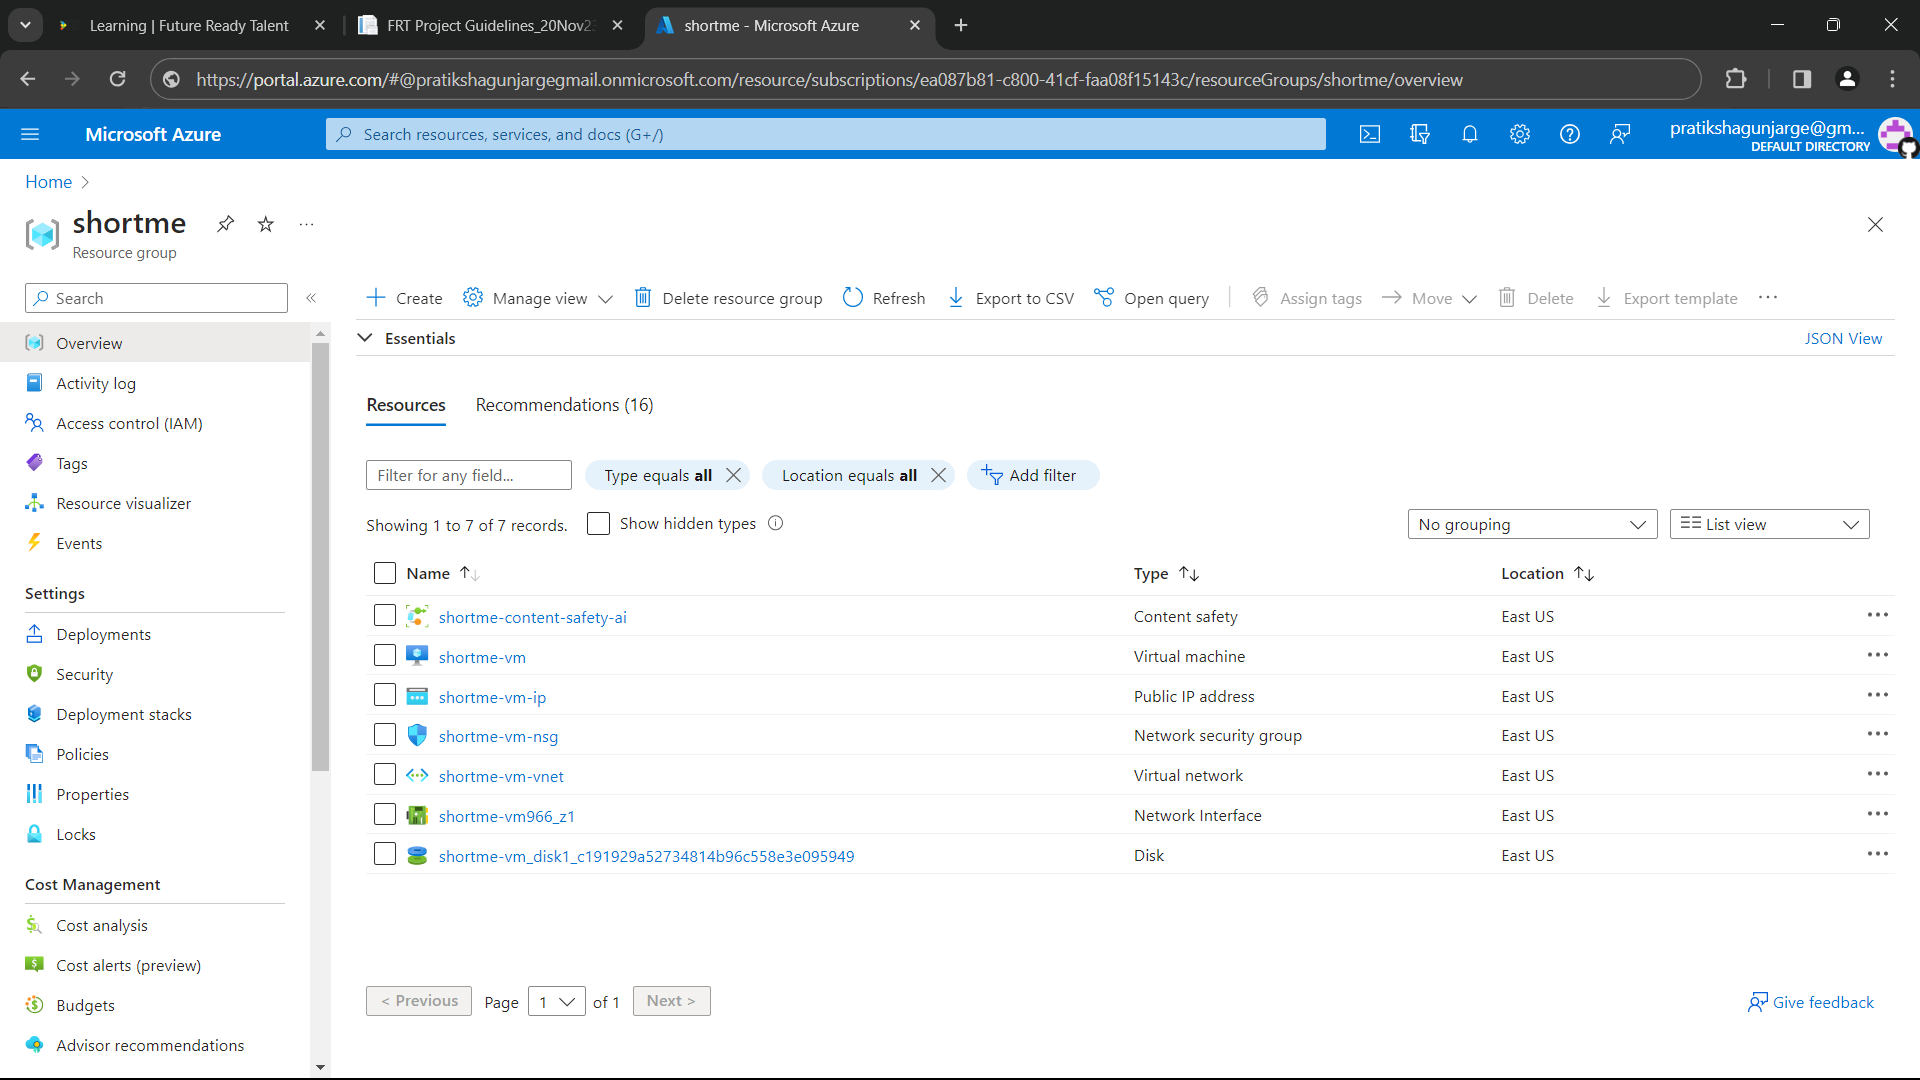 Learning | Future Ready Talent
FRT Project Guidelines_20Nov23
shortme - Microsoft Azure
https://portal.azure.com/#@pratikshagunjargegmail.onmicrosoft.com/resource/subscriptions/ea087b81-c800-41cf-faa08f15143c/resourceGroups/shortme/overview
Microsoft Azure
Search resources, services, and docs (G+/)
pratikshagunjarge@gm...
DEFAULT DIRECTORY
Home
shortme
Resource group
Search
Create
Manage view
Delete resource group
Refresh
Export to CSV
Open query
Assign tags
Move
Delete
Export template
Overview
Activity log
Access control (IAM)
Tags
Resource visualizer
Events
Settings
Deployments
Security
Deployment stacks
Policies
Properties
Locks
Cost Management
Cost analysis
Cost alerts (preview)
Budgets
Advisor recommendations
Essentials
JSON View
Resources
Recommendations (16)
Filter for any field...
Type equals all
Location equals all
Add filter
Showing 1 to 7 of 7 records.
Show hidden types
No grouping
List view
Name
Type
Location
shortme-content-safety-ai Content safety East US
shortme-vm Virtual machine East US
shortme-vm-ip Public IP address East US
shortme-vm-nsg Network security group East US
shortme-vm-vnet Virtual network East US
shortme-vm966_z1 Network Interface East US
shortme-vm_disk1_c191929a52734814b96c558e3e095949 Disk East US
< Previous
Page
1
of 1
Next >
Give feedback